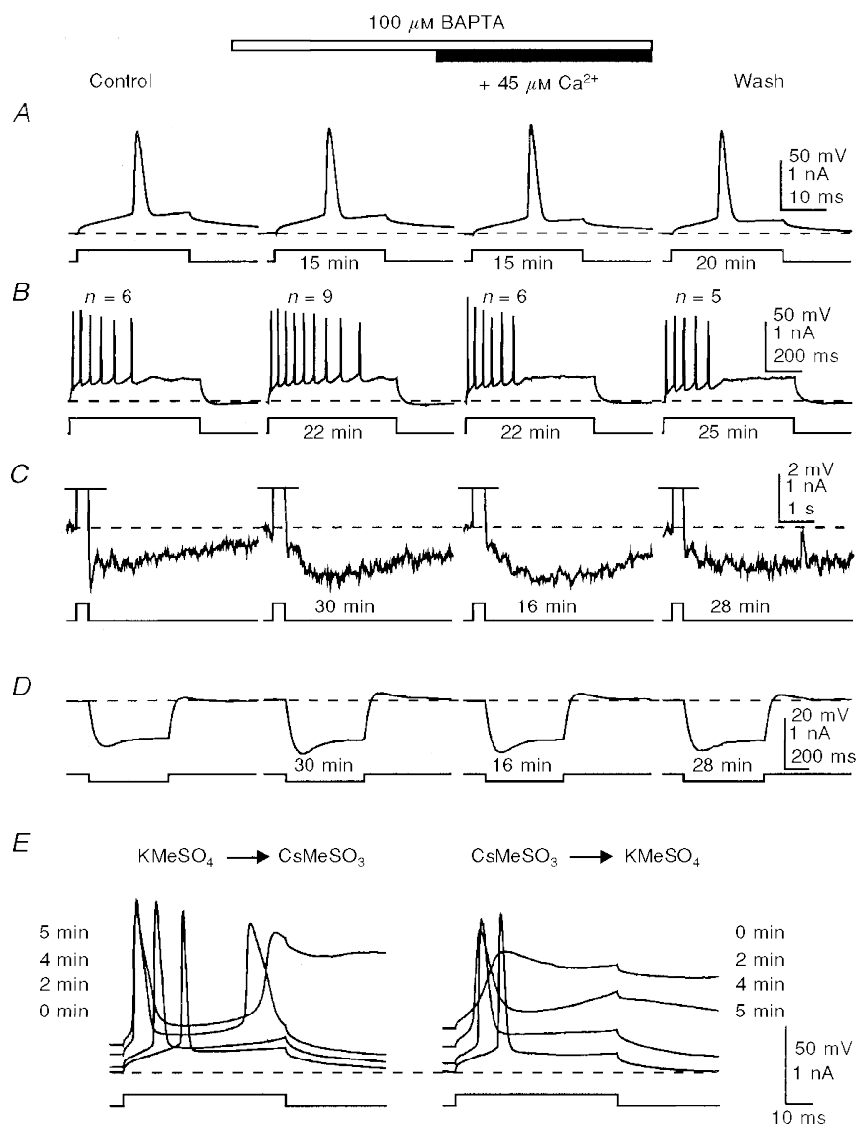 100 μM BAPTA
Control
+ 45 μM Ca²⁺
Wash
A
50 mV
1 nA
10 ms
15 min
15 min
20 min
B
n = 6
n = 9
n = 6
n = 5
50 mV
1 nA
200 ms
22 min
22 min
25 min
C
2 mV
1 nA
1 s
30 min
16 min
28 min
D
20 mV
1 nA
200 ms
30 min
16 min
28 min
E
KMeSO₄ → CsMeSO₃
CsMeSO₃ → KMeSO₄
5 min
4 min
2 min
0 min
0 min
2 min
4 min
5 min
50 mV
1 nA
10 ms